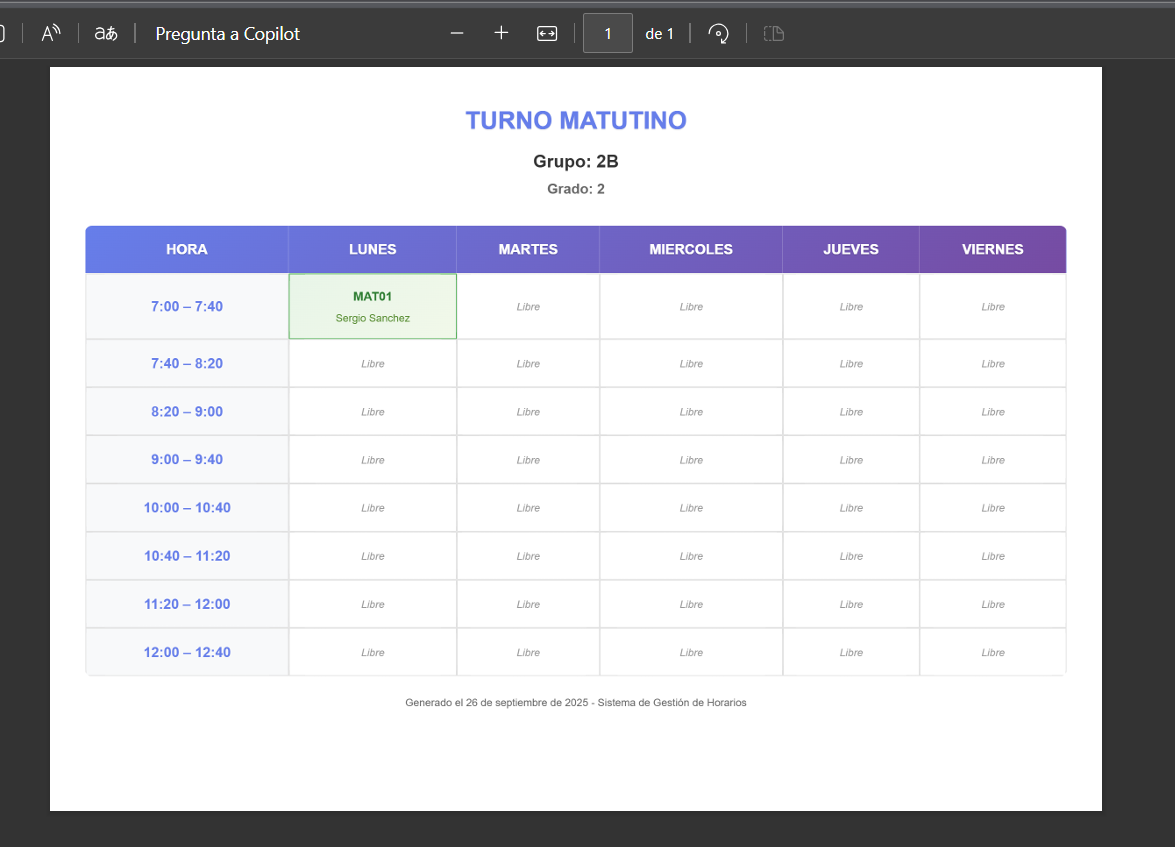 Pregunta a Copilot
1 de 1
TURNO MATUTINO
Grupo: 2B
Grado: 2
HORA LUNES MARTES MIERCOLES JUEVES VIERNES
7:00 – 7:40 MAT01 Sergio Sanchez Libre Libre Libre Libre
7:40 – 8:20 Libre Libre Libre Libre Libre
8:20 – 9:00 Libre Libre Libre Libre Libre
9:00 – 9:40 Libre Libre Libre Libre Libre
10:00 – 10:40 Libre Libre Libre Libre Libre
10:40 – 11:20 Libre Libre Libre Libre Libre
11:20 – 12:00 Libre Libre Libre Libre Libre
12:00 – 12:40 Libre Libre Libre Libre Libre
Generado el 26 de septiembre de 2025 - Sistema de Gestión de Horarios